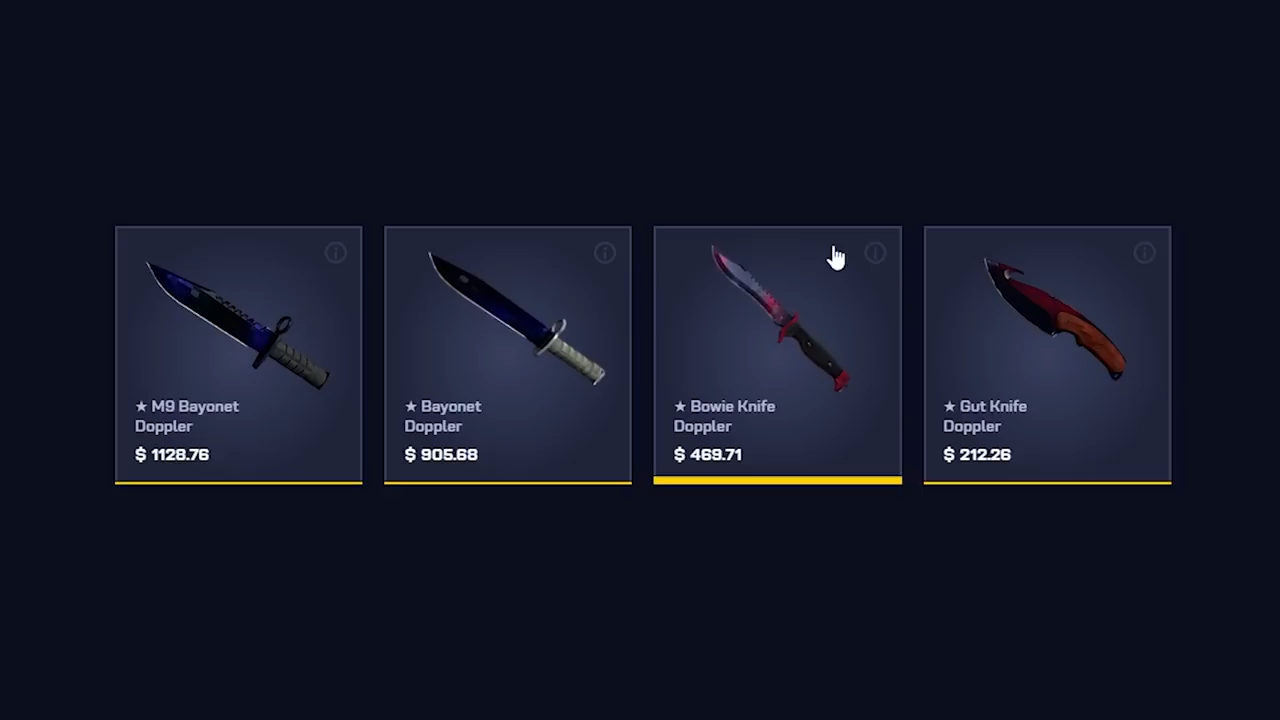 ★ M9 Bayonet
Doppler
$ 1128.76
★ Bayonet
Doppler
$ 905.68
★ Bowie Knife
Doppler
$ 469.71
★ Gut Knife
Doppler
$ 212.26